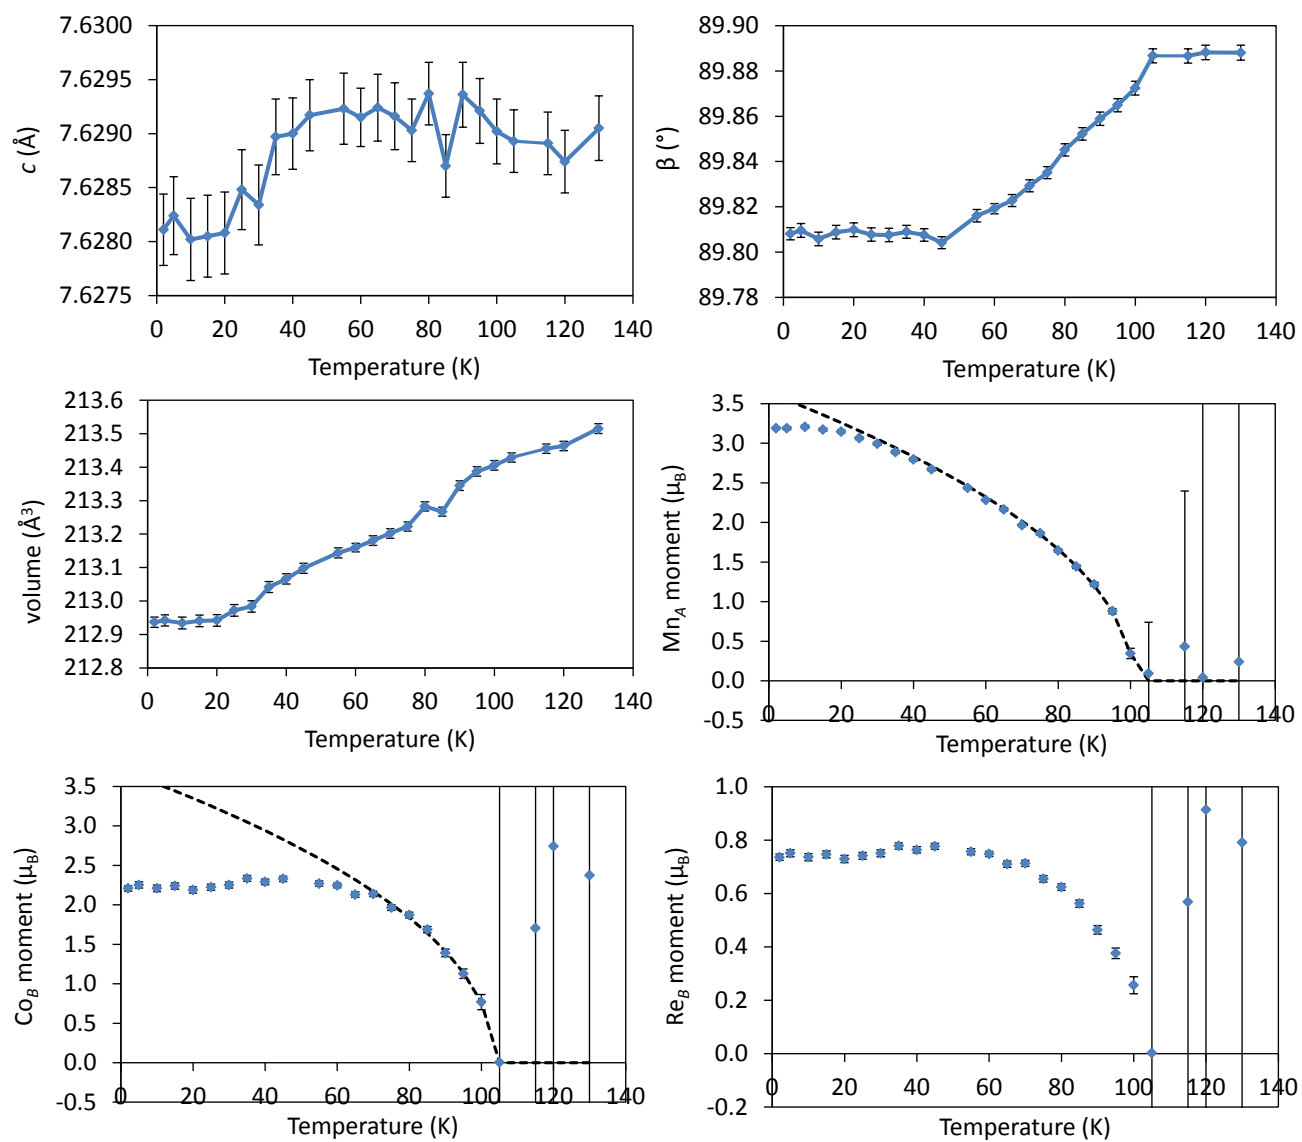 7.6300
7.6295
7.6290
7.6285
7.6280
7.6275
c (Å)
0 20 40 60 80 100 120 140
Temperature (K)
89.90
89.88
89.86
89.84
89.82
89.80
89.78
β (°)
0 20 40 60 80 100 120 140
Temperature (K)
213.6
213.5
213.4
213.3
213.2
213.1
213.0
212.9
212.8
volume (Å³)
0 20 40 60 80 100 120 140
Temperature (K)
3.5
3.0
2.5
2.0
1.5
1.0
0.5
0.0
-0.5
Mn_A moment (μ_B)
0 20 40 60 80 100 120 140
Temperature (K)
3.5
3.0
2.5
2.0
1.5
1.0
0.5
0.0
-0.5
Co_B moment (μ_B)
0 20 40 60 80 100 120 140
Temperature (K)
1.0
0.8
0.6
0.4
0.2
0.0
-0.2
Re_B moment (μ_B)
0 20 40 60 80 100 120 140
Temperature (K)